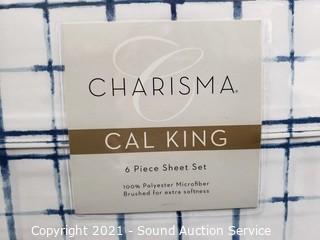 C
CHARISMA®
CAL KING
6 Piece Sheet Set
100% Polyester Microfiber
Brushed for extra softness
Copyright 2021 - Sound Auction Service